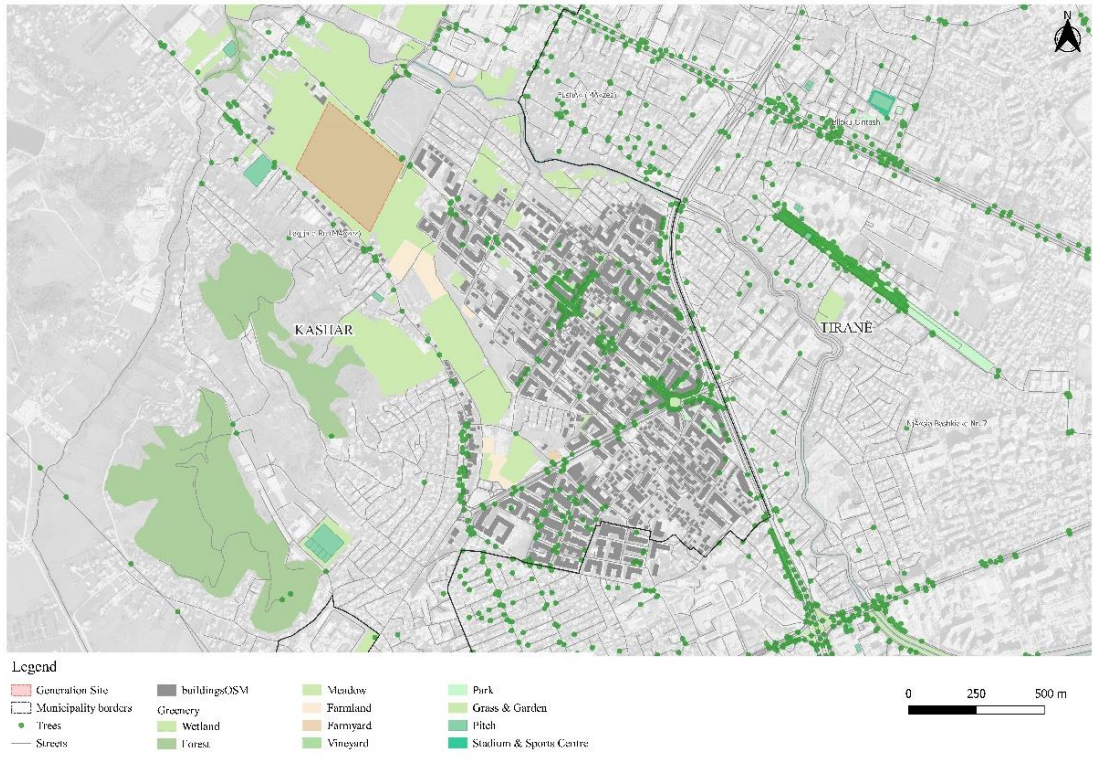 N
KASHAR
TIRANË
Legend
Generation Site
buildingsOSM
Meadow
Park
Municipality borders
Greenery
Farmland
Grass & Garden
Trees
Wetland
Farmyard
Pitch
Streets
Forest
Vineyard
Stadium & Sports Centre
0 250 500 m